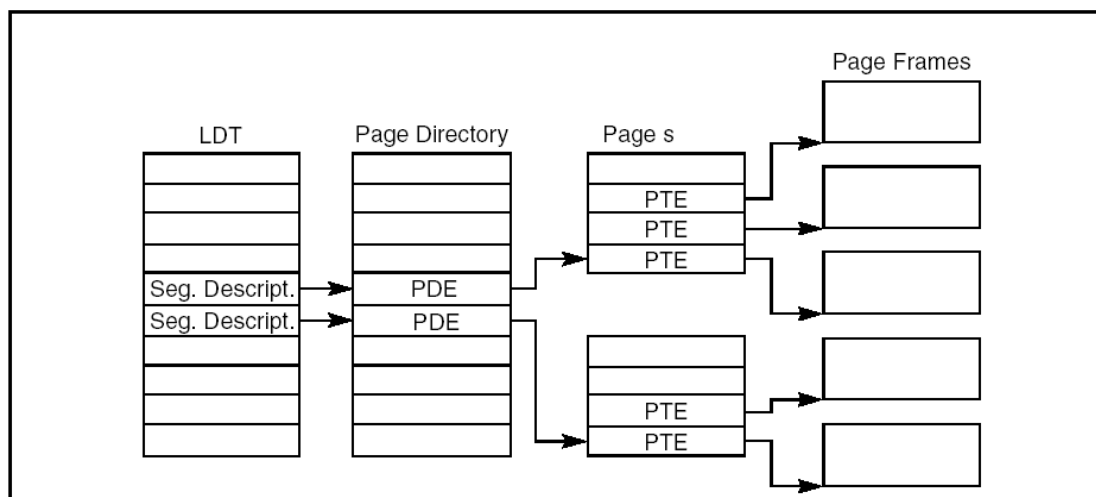 Page Frames
LDT
Page Directory
Page s
PTE
PTE
PTE
Seg. Descript.
PDE
Seg. Descript.
PDE
PTE
PTE